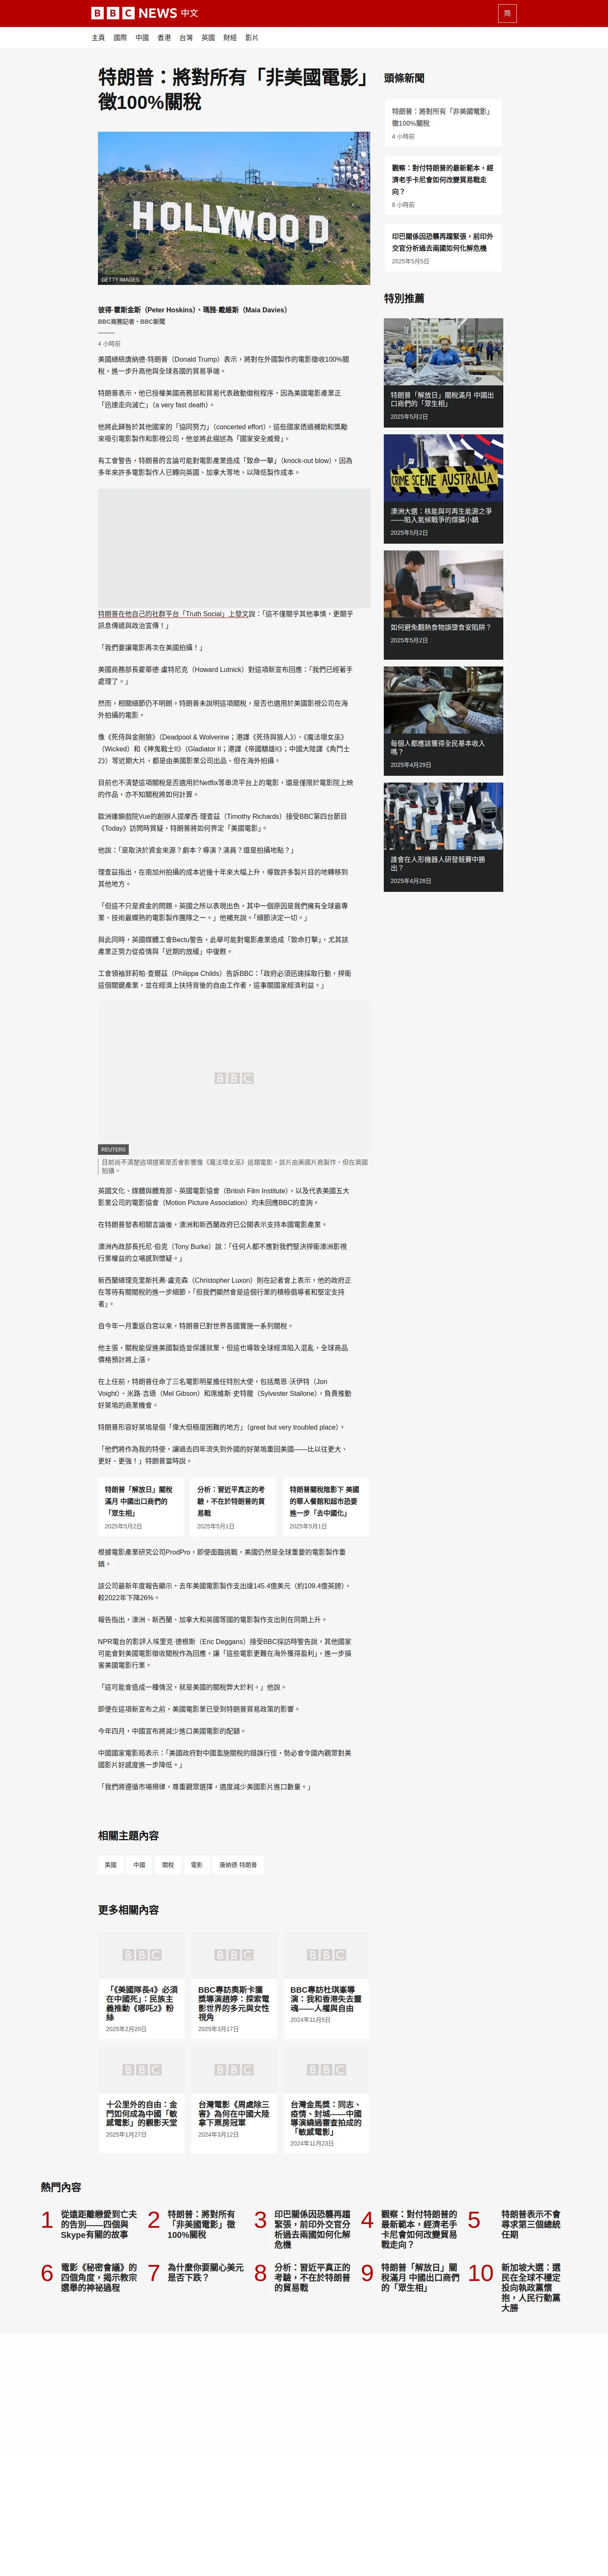 BBC NEWS 中文
简
主頁 國際 中國 香港 台灣 英國 財經 影片
特朗普：將對所有「非美國電影」
徵100%關稅
HOLLYWOOD
GETTY IMAGES
彼得·霍斯金斯（Peter Hoskins）、瑪雅·戴維斯（Maia Davies）
BBC商務記者、BBC新聞
4 小時前
美國總統唐納德·特朗普（Donald Trump）表示，將對在外國製作的電影徵收100%關
稅，進一步升高他與全球各國的貿易爭端。
特朗普表示，他已授權美國商務部和貿易代表啟動徵稅程序，因為美國電影產業正
「迅速走向滅亡」（a very fast death）。
他將此歸咎於其他國家的「協同努力」（concerted effort），這些國家透過補助和獎勵
來吸引電影製作和影視公司，他並將此描述為「國家安全威脅」。
有工會警告，特朗普的言論可能對電影產業造成「致命一擊」（knock-out blow），因為
多年來許多電影製作人已轉向英國、加拿大等地，以降低製作成本。
特朗普在他自己的社群平台「Truth Social」上發文說：「這不僅關乎其他事情，更關乎
訊息傳遞與政治宣傳！」
「我們要讓電影再次在美國拍攝！」
美國商務部長霍華德·盧特尼克（Howard Lutnick）對這項新宣布回應：「我們已經著手
處理了。」
然而，相關細節仍不明朗。特朗普未說明這項關稅，是否也適用於美國影視公司在海
外拍攝的電影。
像《死侍與金剛狼》（Deadpool & Wolverine；港譯《死侍與狼人》）、《魔法壞女巫》
（Wicked）和《神鬼戰士II》（Gladiator II；港譯《帝國驕雄II》；中國大陸譯《角鬥士
2》）等近期大片，都是由美國影業公司出品、但在海外拍攝。
目前也不清楚這項關稅是否適用於Netflix等串流平台上的電影，還是僅限於電影院上映
的作品，亦不知關稅將如何計算。
歐洲連鎖戲院Vue的創辦人提摩西·理查茲（Timothy Richards）接受BBC第四台節目
《Today》訪問時質疑，特朗普將如何界定「美國電影」。
他說：「是取決於資金來源？劇本？導演？演員？還是拍攝地點？」
理查茲指出，在南加州拍攝的成本近幾十年來大幅上升，導致許多製片目的地轉移到
其他地方。
「但這不只是資金的問題。英國之所以表現出色，其中一個原因是我們擁有全球最專
業、技術最嫻熟的電影製作團隊之一。」他補充說。「細節決定一切。」
與此同時，英國媒體工會Bectu警告，此舉可能對電影產業造成「致命打擊」，尤其該
產業正努力從疫情與「近期的放緩」中復甦。
工會領袖菲莉帕·查爾茲（Philippa Childs）告訴BBC：「政府必須迅速採取行動，捍衛
這個關鍵產業，並在經濟上扶持背後的自由工作者，這事關國家經濟利益。」
BBC
REUTERS
目前尚不清楚這項提案是否會影響像《魔法壞女巫》這類電影，該片由美國片商製作，但在英國
拍攝。
英國文化、媒體與體育部、英國電影協會（British Film Institute），以及代表美國五大
影業公司的電影協會（Motion Picture Association）均未回應BBC的查詢。
在特朗普發表相關言論後，澳洲和新西蘭政府已公開表示支持本國電影產業。
澳洲內政部長托尼·伯克（Tony Burke）說：「任何人都不應對我們堅決捍衛澳洲影視
行業權益的立場感到懷疑。」
新西蘭總理克里斯托弗·盧克森（Christopher Luxon）則在記者會上表示，他的政府正
在等待有關關稅的進一步細節，「但我們顯然會是這個行業的積極倡導者和堅定支持
者」。
自今年一月重返白宮以來，特朗普已對世界各國實施一系列關稅。
他主張，關稅能促進美國製造並保護就業，但這也導致全球經濟陷入混亂，全球商品
價格預計將上漲。
在上任前，特朗普任命了三名電影明星擔任特別大使，包括喬恩·沃伊特（Jon
Voight）、米路·吉遜（Mel Gibson）和席維斯·史特龍（Sylvester Stallone），負責推動
好萊塢的商業機會。
特朗普形容好萊塢是個「偉大但極度困難的地方」（great but very troubled place）。
「他們將作為我的特使，讓過去四年流失到外國的好萊塢重回美國——比以往更大、
更好、更強！」特朗普當時說。
特朗普「解放日」關稅
滿月 中國出口商們的
「眾生相」
2025年5月2日
分析：習近平真正的考
驗，不在於特朗普的貿
易戰
2025年5月1日
特朗普關稅陰影下 美國
的華人餐館和超市恐要
進一步「去中國化」
2025年5月1日
根據電影產業研究公司ProdPro，即使面臨挑戰，美國仍然是全球重要的電影製作重
鎮。
該公司最新年度報告顯示，去年美國電影製作支出達145.4億美元（約109.4億英鎊），
較2022年下降26%。
報告指出，澳洲、新西蘭、加拿大和英國等國的電影製作支出則在同期上升。
NPR電台的影評人埃里克·德根斯（Eric Deggans）接受BBC採訪時警告說，其他國家
可能會對美國電影徵收關稅作為回應，讓「這些電影更難在海外獲得盈利」，進一步損
害美國電影行業。
「這可能會造成一種情況，就是美國的關稅弊大於利。」他說。
即便在這項新宣布之前，美國電影業已受到特朗普貿易政策的影響。
今年四月，中國宣布將減少進口美國電影的配額。
中國國家電影局表示：「美國政府對中國濫施關稅的錯誤行徑，勢必會令國內觀眾對美
國影片好感度進一步降低。」
「我們將遵循市場規律，尊重觀眾選擇，適度減少美國影片進口數量。」
相關主題內容
美國 中國 關稅 電影 唐納德·特朗普
更多相關內容
BBC
「《美國隊長4》必須
在中國死」：民族主
義推動《哪吒2》粉
絲
2025年2月20日
BBC
BBC專訪奧斯卡獲
獎導演趙婷：探索電
影世界的多元與女性
視角
2025年3月17日
BBC
BBC專訪杜琪峯導
演：我和香港失去靈
魂——人權與自由
2024年11月5日
BBC
十公里外的自由：金
門如何成為中國「敏
感電影」的觀影天堂
2025年1月27日
BBC
台灣電影《周處除三
害》為何在中國大陸
拿下票房冠軍
2024年3月12日
BBC
台灣金馬獎：同志、
疫情、封城——中國
導演繞過審查拍成的
「敏感電影」
2024年11月23日
頭條新聞
特朗普：將對所有「非美國電影」
徵100%關稅
4 小時前
觀察：對付特朗普的最新範本，經
濟老手卡尼會如何改變貿易戰走
向？
8 小時前
印巴關係因恐襲再趨緊張，前印外
交官分析過去兩國如何化解危機
2025年5月5日
特別推薦
特朗普「解放日」關稅滿月 中國出
口商們的「眾生相」
2025年5月2日
CRIME SCENE AUSTRALIA
澳洲大選：核能與可再生能源之爭
——陷入氣候戰爭的煤礦小鎮
2025年5月2日
如何避免翻熱食物誤墮食安陷阱？
2025年5月2日
每個人都應該獲得全民基本收入
嗎？
2025年4月29日
誰會在人形機器人研發競賽中勝
出？
2025年4月28日
熱門內容
1 從遠距離戀愛到亡夫
的告別——四個與
Skype有關的故事
2 特朗普：將對所有
「非美國電影」徵
100%關稅
3 印巴關係因恐襲再趨
緊張，前印外交官分
析過去兩國如何化解
危機
4 觀察：對付特朗普的
最新範本，經濟老手
卡尼會如何改變貿易
戰走向？
5 特朗普表示不會
尋求第三個總統
任期
6 電影《秘密會議》的
四個角度，揭示教宗
選舉的神祕過程
7 為什麼你要關心美元
是否下跌？
8 分析：習近平真正的
考驗，不在於特朗普
的貿易戰
9 特朗普「解放日」關
稅滿月 中國出口商們
的「眾生相」
10 新加坡大選：選
民在全球不穩定
投向執政黨懷
抱，人民行動黨
大勝